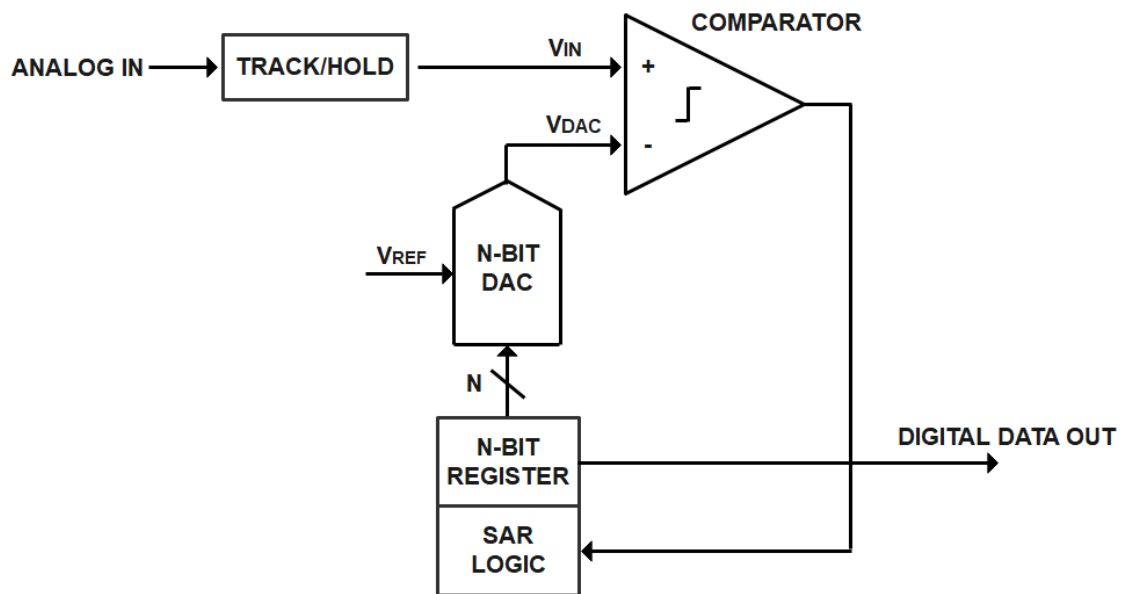 COMPARATOR
ANALOG IN
TRACK/HOLD
VIN
+
VDAC
-
VREF
N-BIT
DAC
N
N-BIT
REGISTER
DIGITAL DATA OUT
SAR
LOGIC